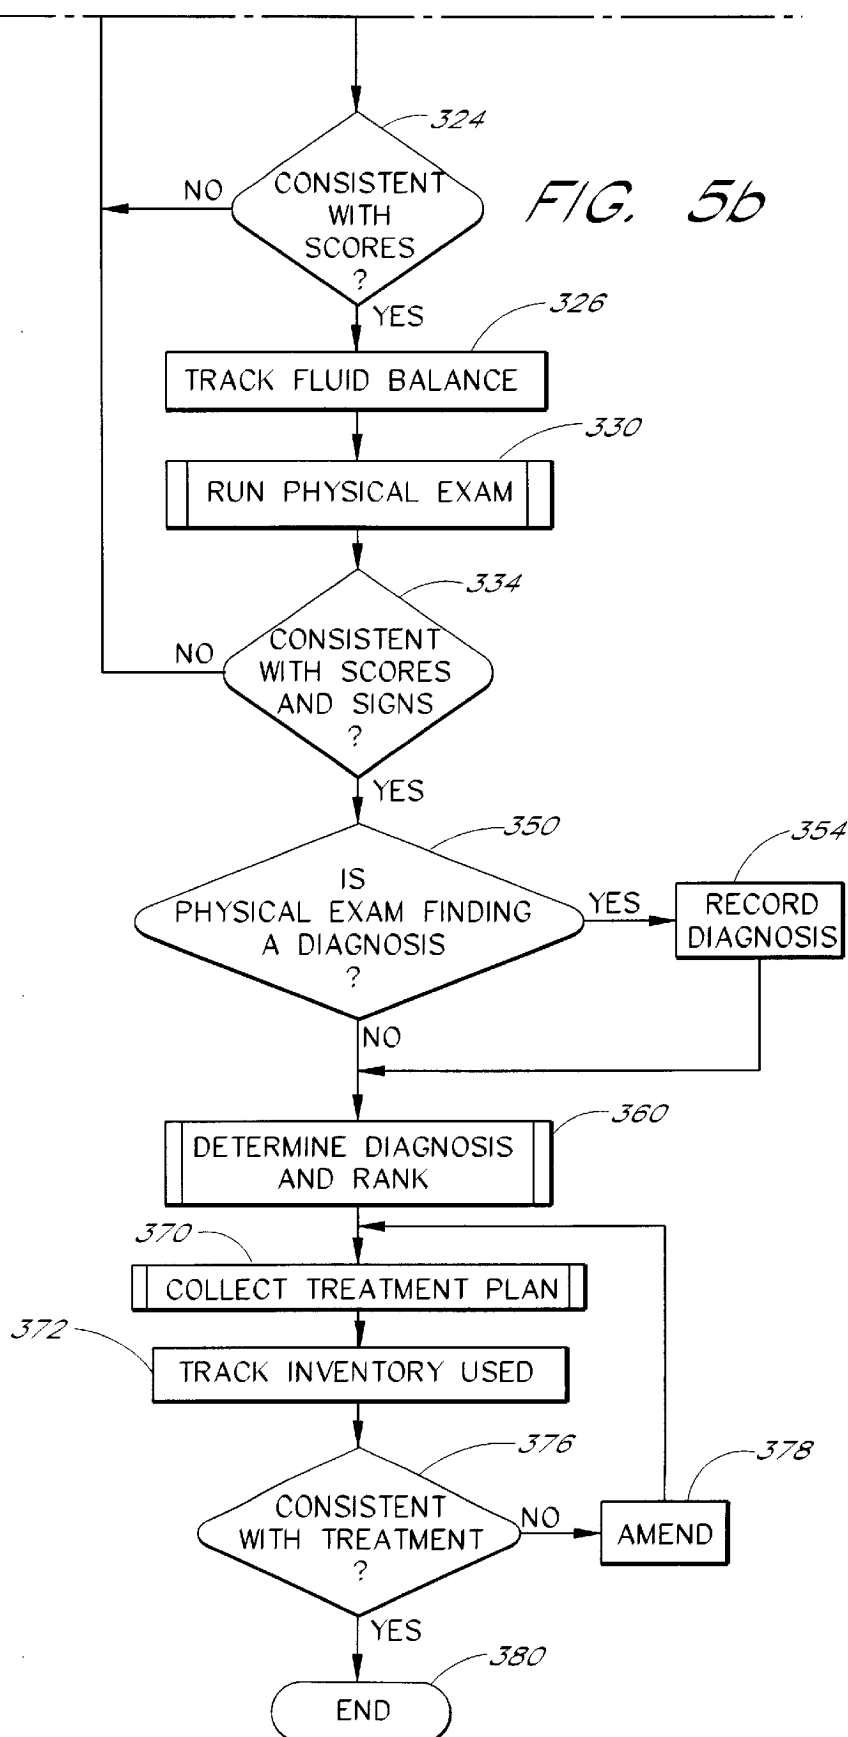 324
FIG. 5b
NO
CONSISTENT
WITH
SCORES
?
YES
326
TRACK FLUID BALANCE
330
RUN PHYSICAL EXAM
334
NO
CONSISTENT
WITH SCORES
AND SIGNS
?
YES
350
354
IS
PHYSICAL EXAM FINDING
A DIAGNOSIS
?
YES
RECORD
DIAGNOSIS
NO
360
DETERMINE DIAGNOSIS
AND RANK
370
COLLECT TREATMENT PLAN
372
TRACK INVENTORY USED
376
378
CONSISTENT
WITH TREATMENT
?
NO
AMEND
YES
380
END